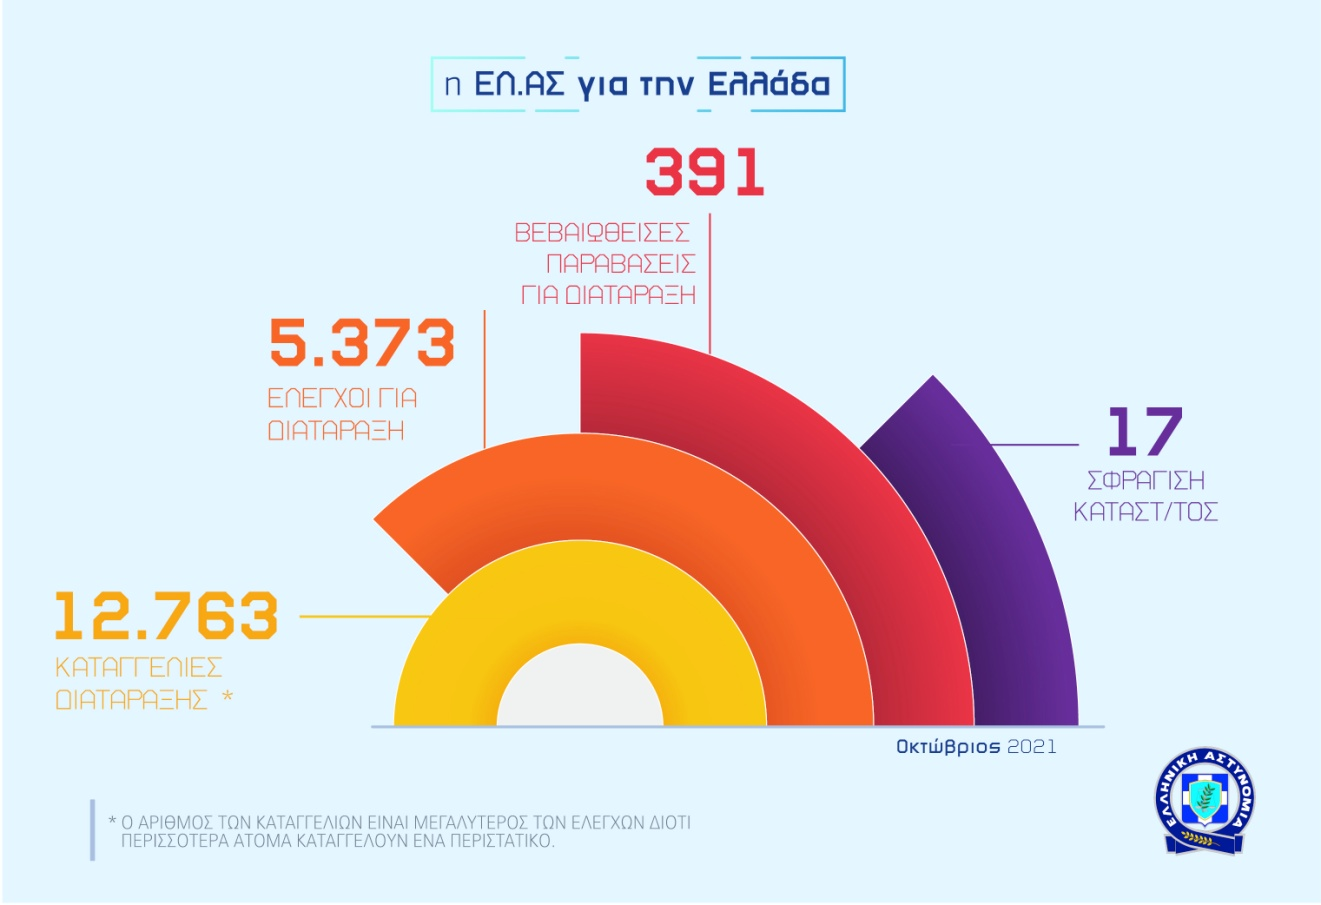 η ΕΛ.ΑΣ για την Ελλάδα
391
ΒΕΒΑΙΩΘΕΙΣΕΣ
ΠΑΡΑΒΑΣΕΙΣ
ΓΙΑ ΔΙΑΤΑΡΑΞΗ
5.373
ΕΛΕΓΧΟΙ ΓΙΑ
ΔΙΑΤΑΡΑΞΗ
17
ΣΦΡΑΓΙΣΗ
ΚΑΤΑΣΤ/ΤΟΣ
12.763
ΚΑΤΑΓΓΕΛΙΕΣ
ΔΙΑΤΑΡΑΞΗΣ *
Οκτώβριος 2021
* Ο ΑΡΙΘΜΟΣ ΤΩΝ ΚΑΤΑΓΓΕΛΙΩΝ ΕΙΝΑΙ ΜΕΓΑΛΥΤΕΡΟΣ ΤΩΝ ΕΛΕΓΧΩΝ ΔΙΟΤΙ
ΠΕΡΙΣΣΟΤΕΡΑ ΑΤΟΜΑ ΚΑΤΑΓΓΕΛΟΥΝ ΕΝΑ ΠΕΡΙΣΤΑΤΙΚΟ.
ΕΛΛΗΝΙΚΗ ΑΣΤΥΝΟΜΙΑ